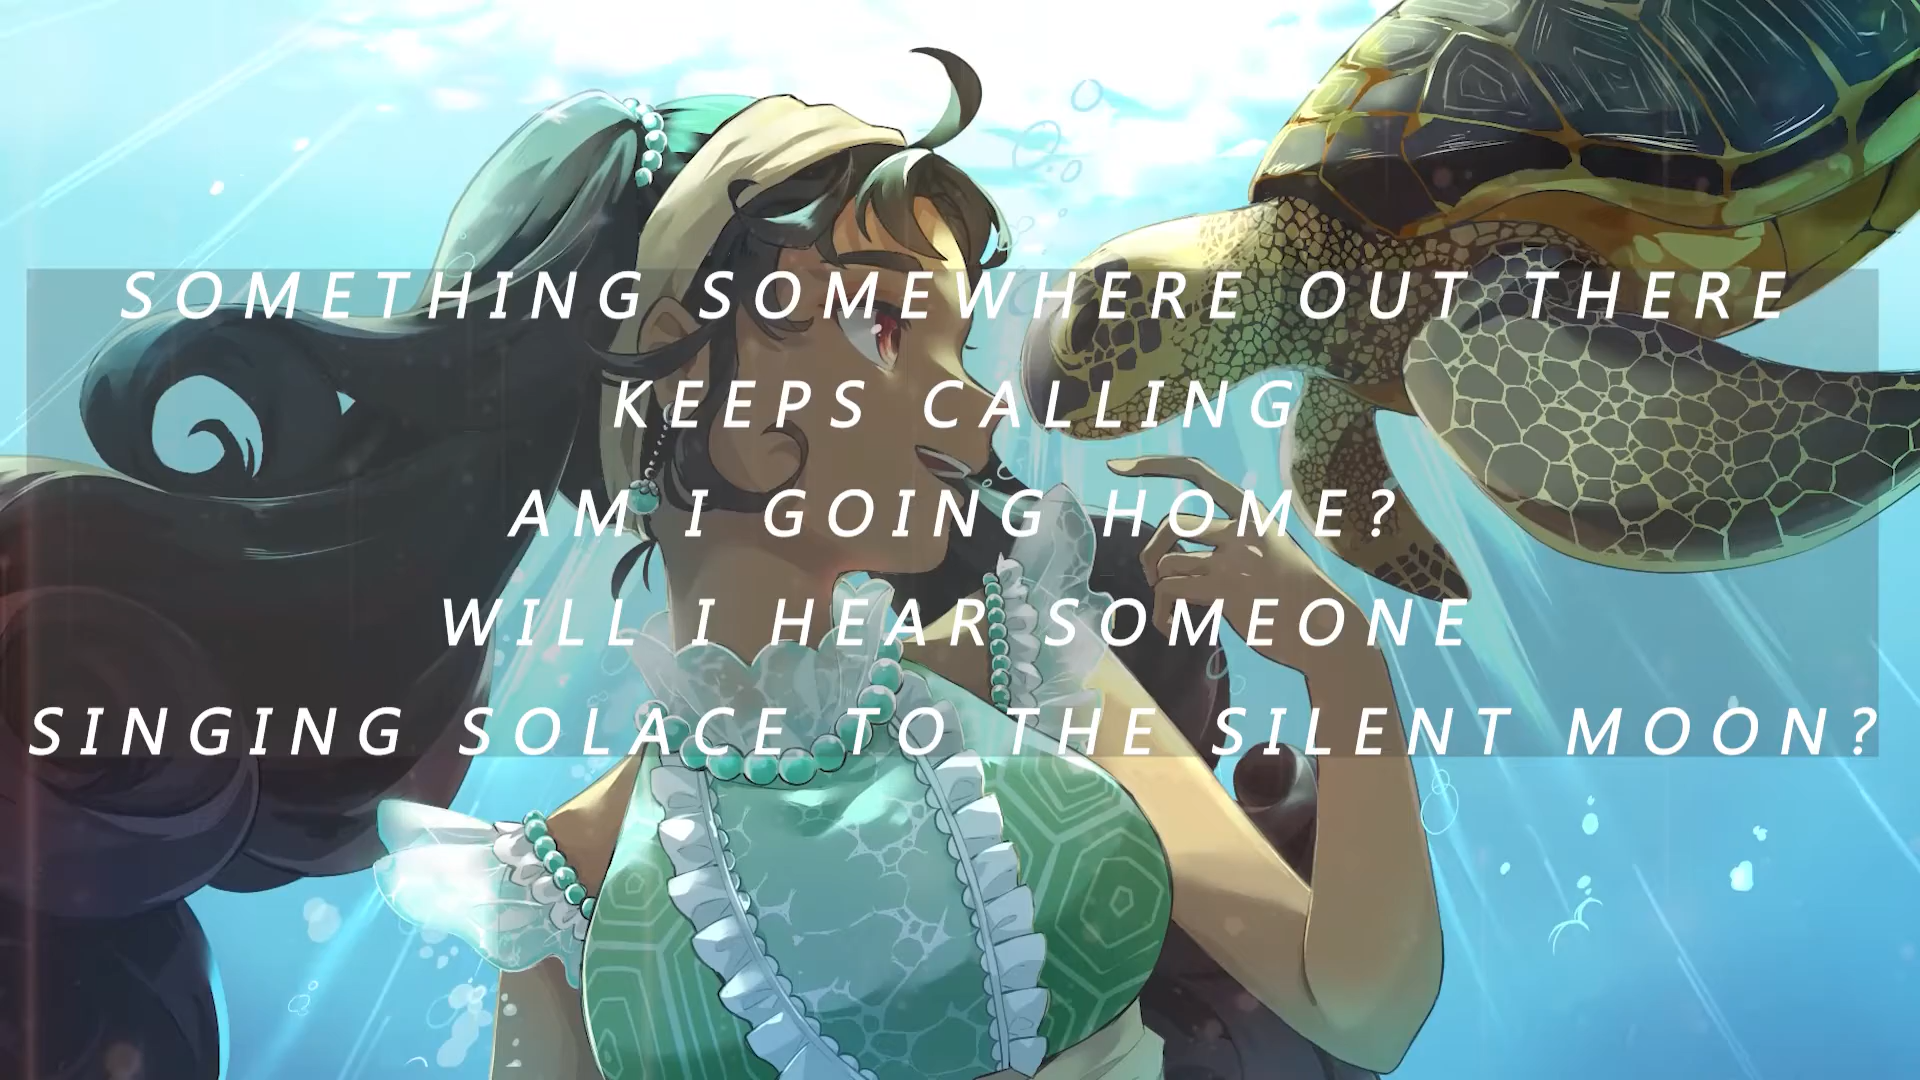 SOMETHING SOMEWHERE OUT THERE
KEEPS CALLING
AM I GOING HOME?
WILL I HEAR SOMEONE
SINGING SOLACE TO THE SILENT MOON?